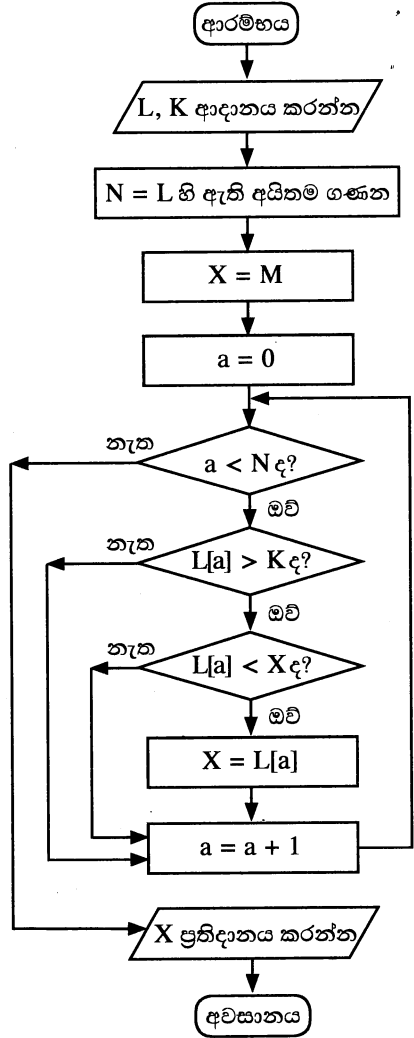 ආරම්භය
L, K ආදානය කරන්න
N = L හි ඇති අයිතම ගණන
X = M
a = 0
නැත
a < N ද?
ඔව්
නැත
L[a] > K ද?
ඔව්
නැත
L[a] < X ද?
ඔව්
X = L[a]
a = a + 1
X ප්‍රතිදානය කරන්න
අවසානය